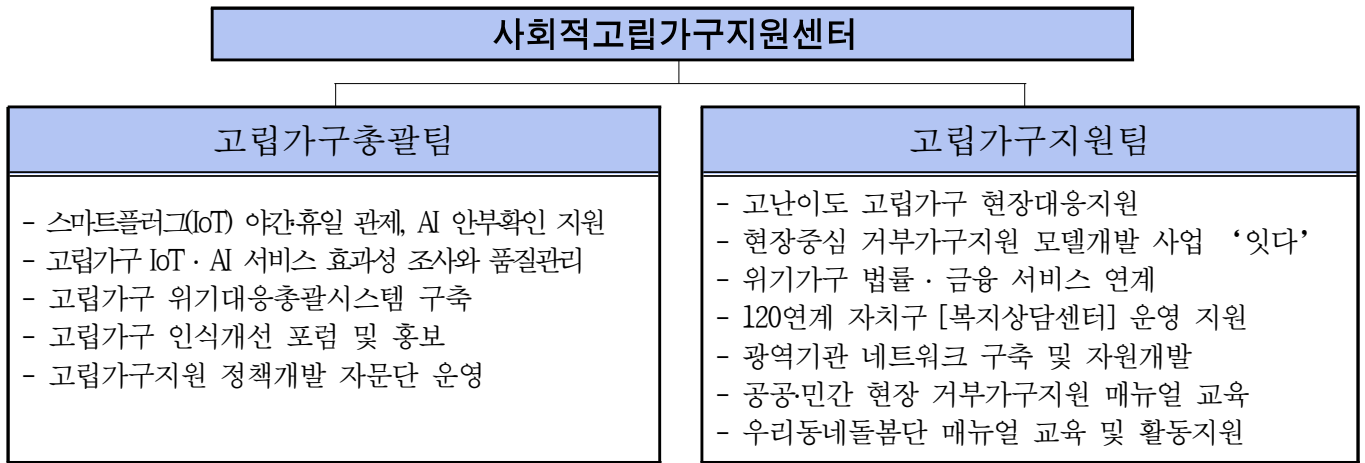 사회적고립가구지원센터
고립가구총괄팀
- 스마트플러그(IoT) 야간·휴일 관제, AI 안부확인 지원
- 고립가구 IoT · AI 서비스 효과성 조사와 품질관리
- 고립가구 위기대응총괄시스템 구축
- 고립가구 인식개선 포럼 및 홍보
- 고립가구지원 정책개발 자문단 운영
고립가구지원팀
- 고난이도 고립가구 현장대응지원
- 현장중심 거부가구지원 모델개발 사업 ‘잇다’
- 위기가구 법률 · 금융 서비스 연계
- 120연계 자치구 [복지상담센터] 운영 지원
- 광역기관 네트워크 구축 및 자원개발
- 공공·민간 현장 거부가구지원 매뉴얼 교육
- 우리동네돌봄단 매뉴얼 교육 및 활동지원